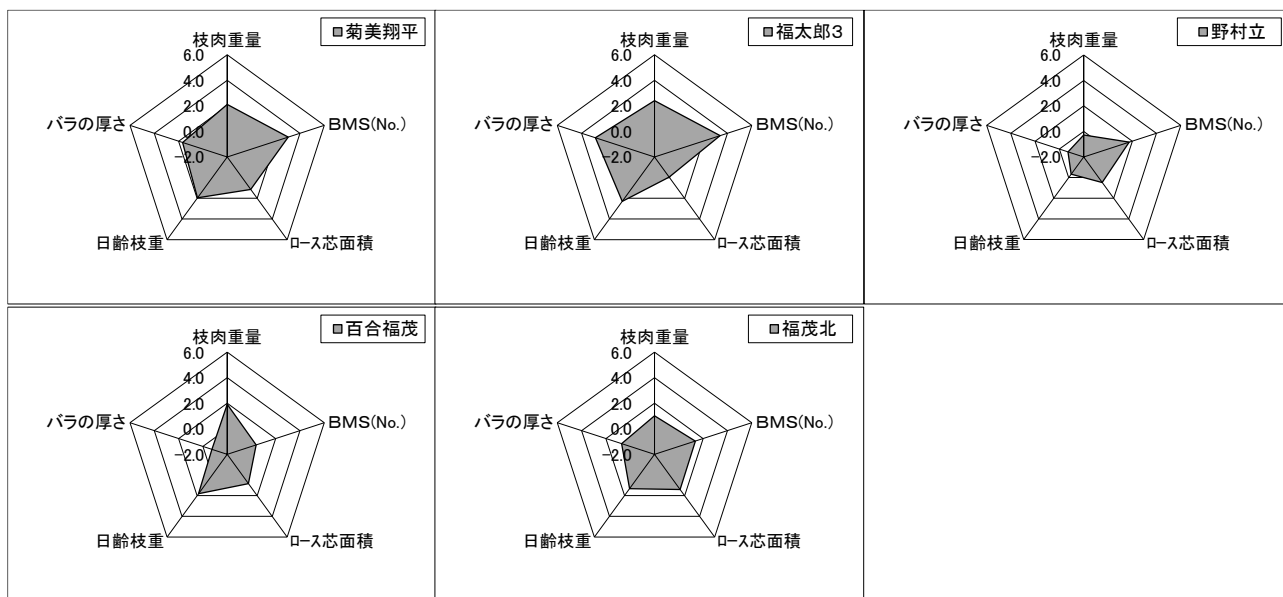 菊美翔平
枝肉重量
6.0
4.0
2.0
0.0
-2.0
BMS(No.)
ロース芯面積
日齢枝重
バラの厚さ
福太郎3
枝肉重量
6.0
4.0
2.0
0.0
-2.0
BMS(No.)
ロース芯面積
日齢枝重
バラの厚さ
野村立
枝肉重量
6.0
4.0
2.0
0.0
-2.0
BMS(No.)
ロース芯面積
日齢枝重
バラの厚さ
百合福茂
枝肉重量
6.0
4.0
2.0
0.0
-2.0
BMS(No.)
ロース芯面積
日齢枝重
バラの厚さ
福茂北
枝肉重量
6.0
4.0
2.0
0.0
-2.0
BMS(No.)
ロース芯面積
日齢枝重
バラの厚さ